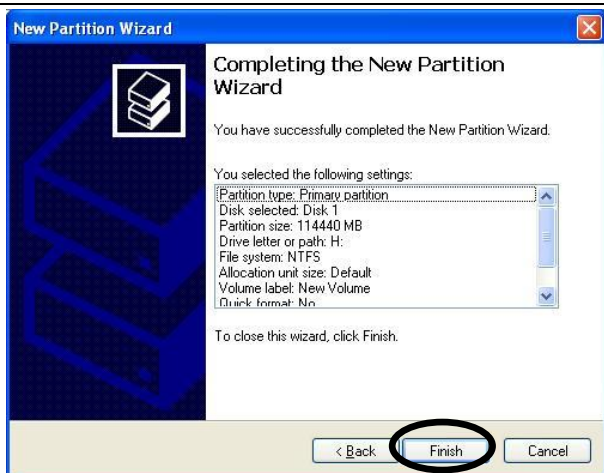 New Partition Wizard
Completing the New Partition
Wizard
You have successfully completed the New Partition Wizard.
You selected the following settings:
Partition type: Primary partition
Disk selected: Disk 1
Partition size: 114440 MB
Drive letter or path: H:
File system: NTFS
Allocation unit size: Default
Volume label: New Volume
Quick format: No
To close this wizard, click Finish.
< Back
Finish
Cancel